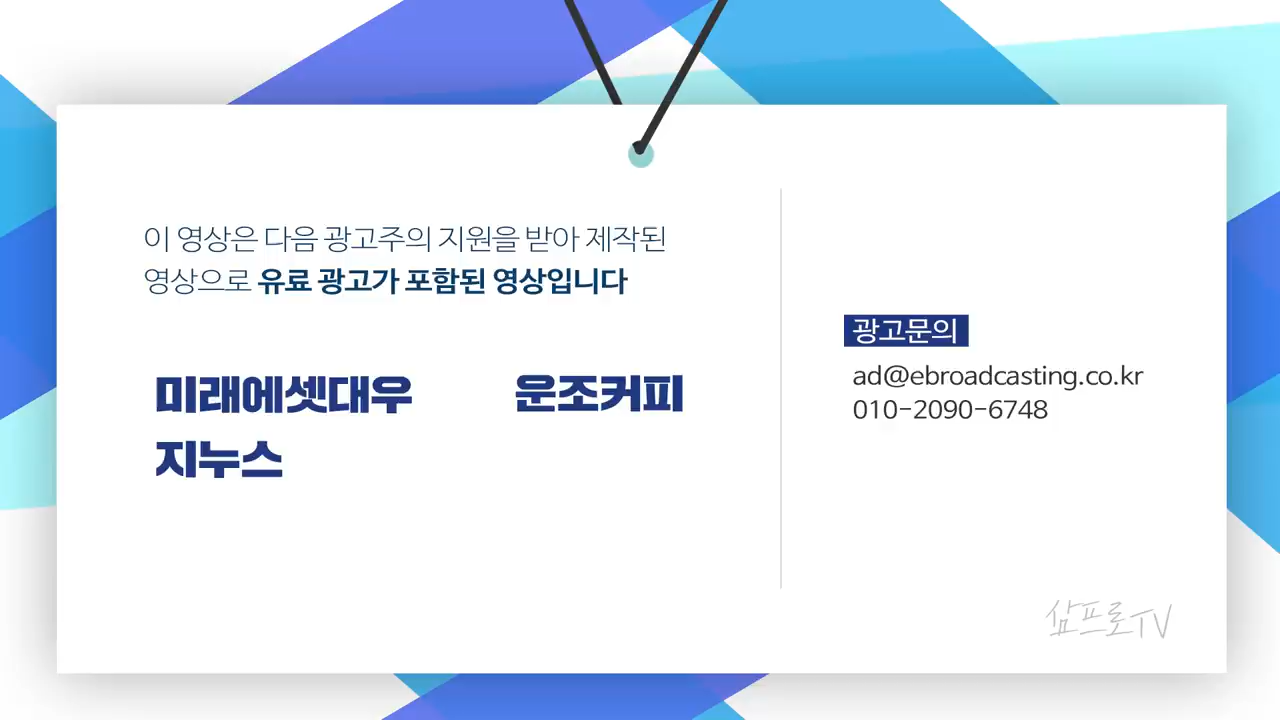 이 영상은 다음 광고주의 지원을 받아 제작된
영상으로 유료 광고가 포함된 영상입니다
미래에셋대우 운조커피
지누스
광고문의
ad@ebroadcasting.co.kr
010-2090-6748
삼프로TV